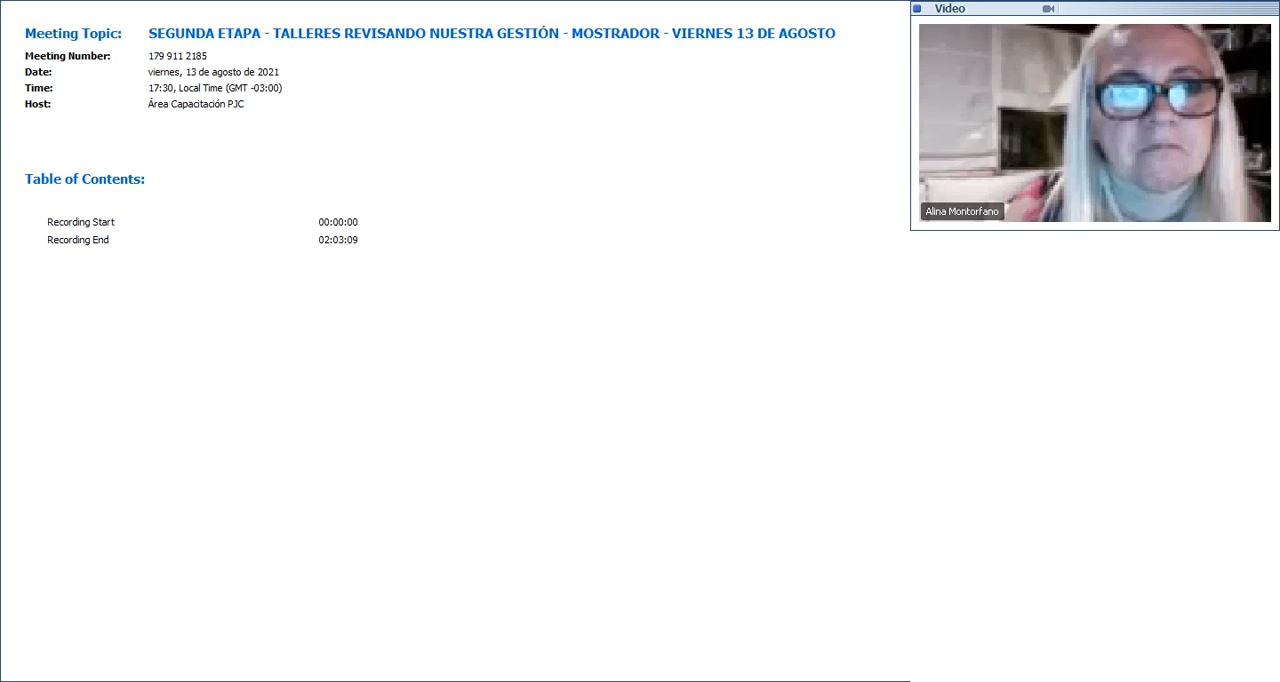 Meeting Topic: SEGUNDA ETAPA - TALLERES REVISANDO NUESTRA GESTIÓN - MOSTRADOR - VIERNES 13 DE AGOSTO
Meeting Number: 179 911 2185
Date: viernes, 13 de agosto de 2021
Time: 17:30, Local Time (GMT -03:00)
Host: Área Capacitación PJC
Table of Contents:
Recording Start 00:00:00
Recording End 02:03:09
Video
Alina Montorfano